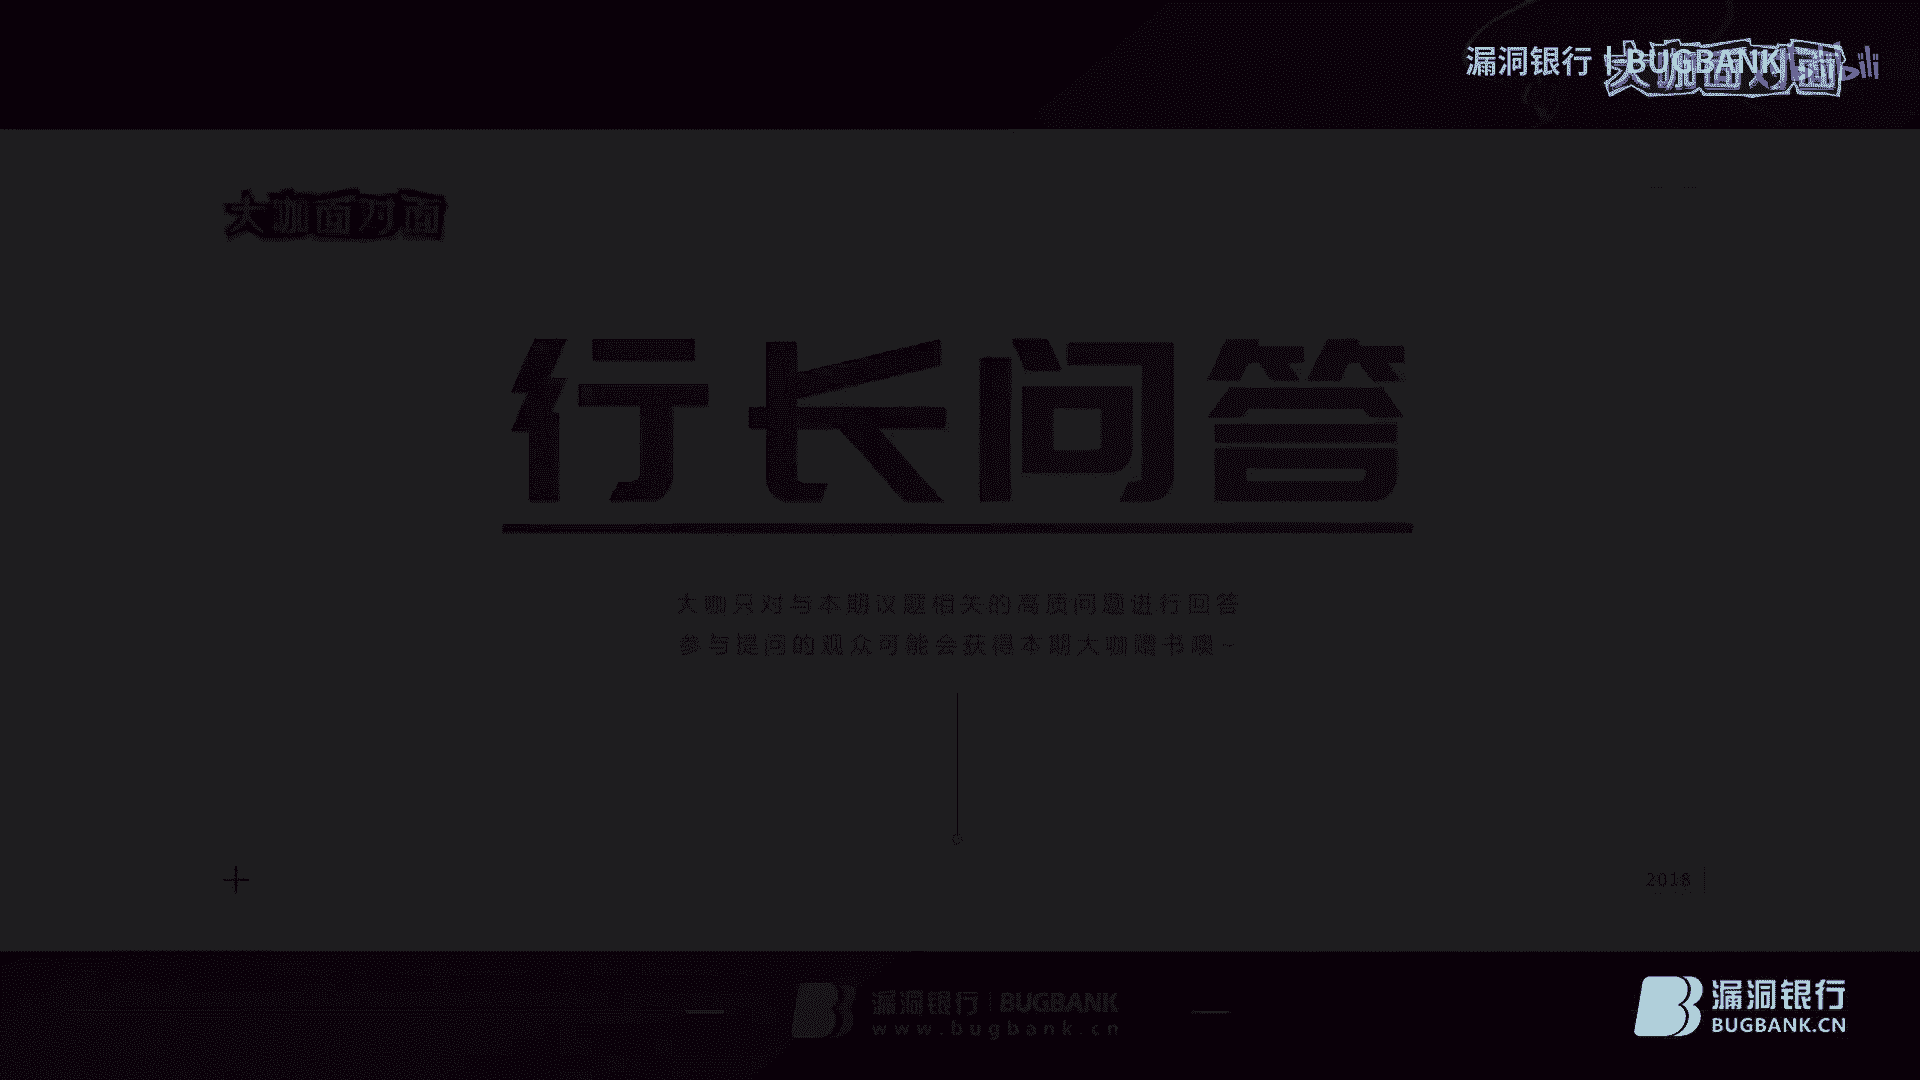 漏洞银行 | BUGBANK
大咖面对面
大咖面对面
行长问答
大咖只对与本期议题相关的高质问题进行回答
参与提问的观众可能会获得本期大咖赠书噢~
2018
漏洞银行 | BUGBANK
www.bugbank.cn
漏洞银行
BUGBANK.CN